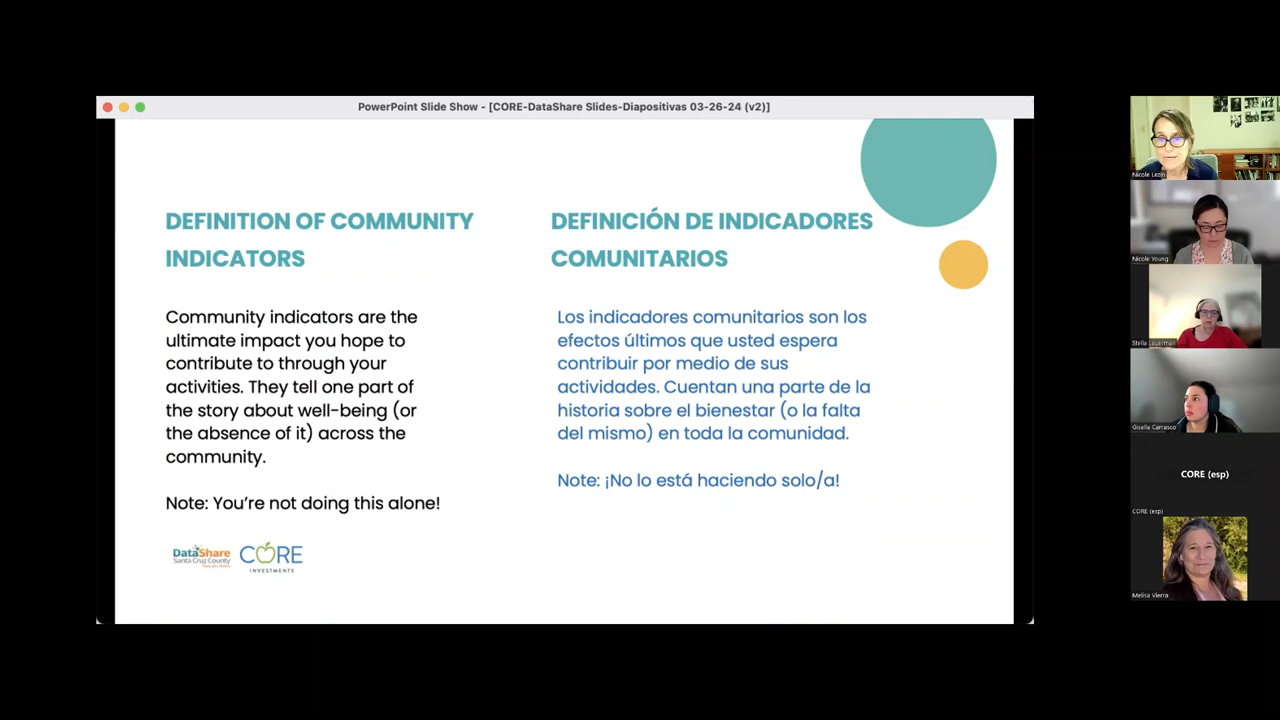 PowerPoint Slide Show - [CORE-DataShare Slides-Diapositivas 03-26-24 (v2)]
DEFINITION OF COMMUNITY
INDICATORS
Community indicators are the
ultimate impact you hope to
contribute to through your
activities. They tell one part of
the story about well-being (or
the absence of it) across the
community.
Note: You're not doing this alone!
DEFINICIÓN DE INDICADORES
COMUNITARIOS
Los indicadores comunitarios son los
efectos últimos que usted espera
contribuir por medio de sus
actividades. Cuentan una parte de la
historia sobre el bienestar (o la falta
del mismo) en toda la comunidad.
Note: ¡No lo está haciendo solo/a!
DataShare
Santa Cruz County
CORE
INVESTMENTS
Nicole Lezin
Nicole Young
Stella Lauerman
Gisella Carrasco
CORE (esp)
CORE (esp)
Melisa Vierra